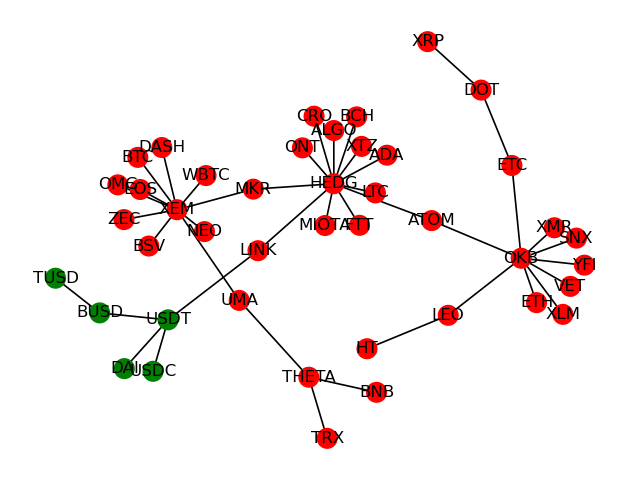 XRP
DOT
CRO
BCH
ALGO
DASH
ONT
XTZ
BTC
ADA
ETC
WBTC
OMG
EOS
MKR
HEDG
LTC
XEM
ZEC
ATOM
MIOTA
FTT
XMR
NEO
SNX
BSV
LINK
OKB
YFI
TUSD
VET
UMA
ETH
BUSD
USDT
LEO
XLM
HT
DAI
USDC
THETA
BNB
TRX